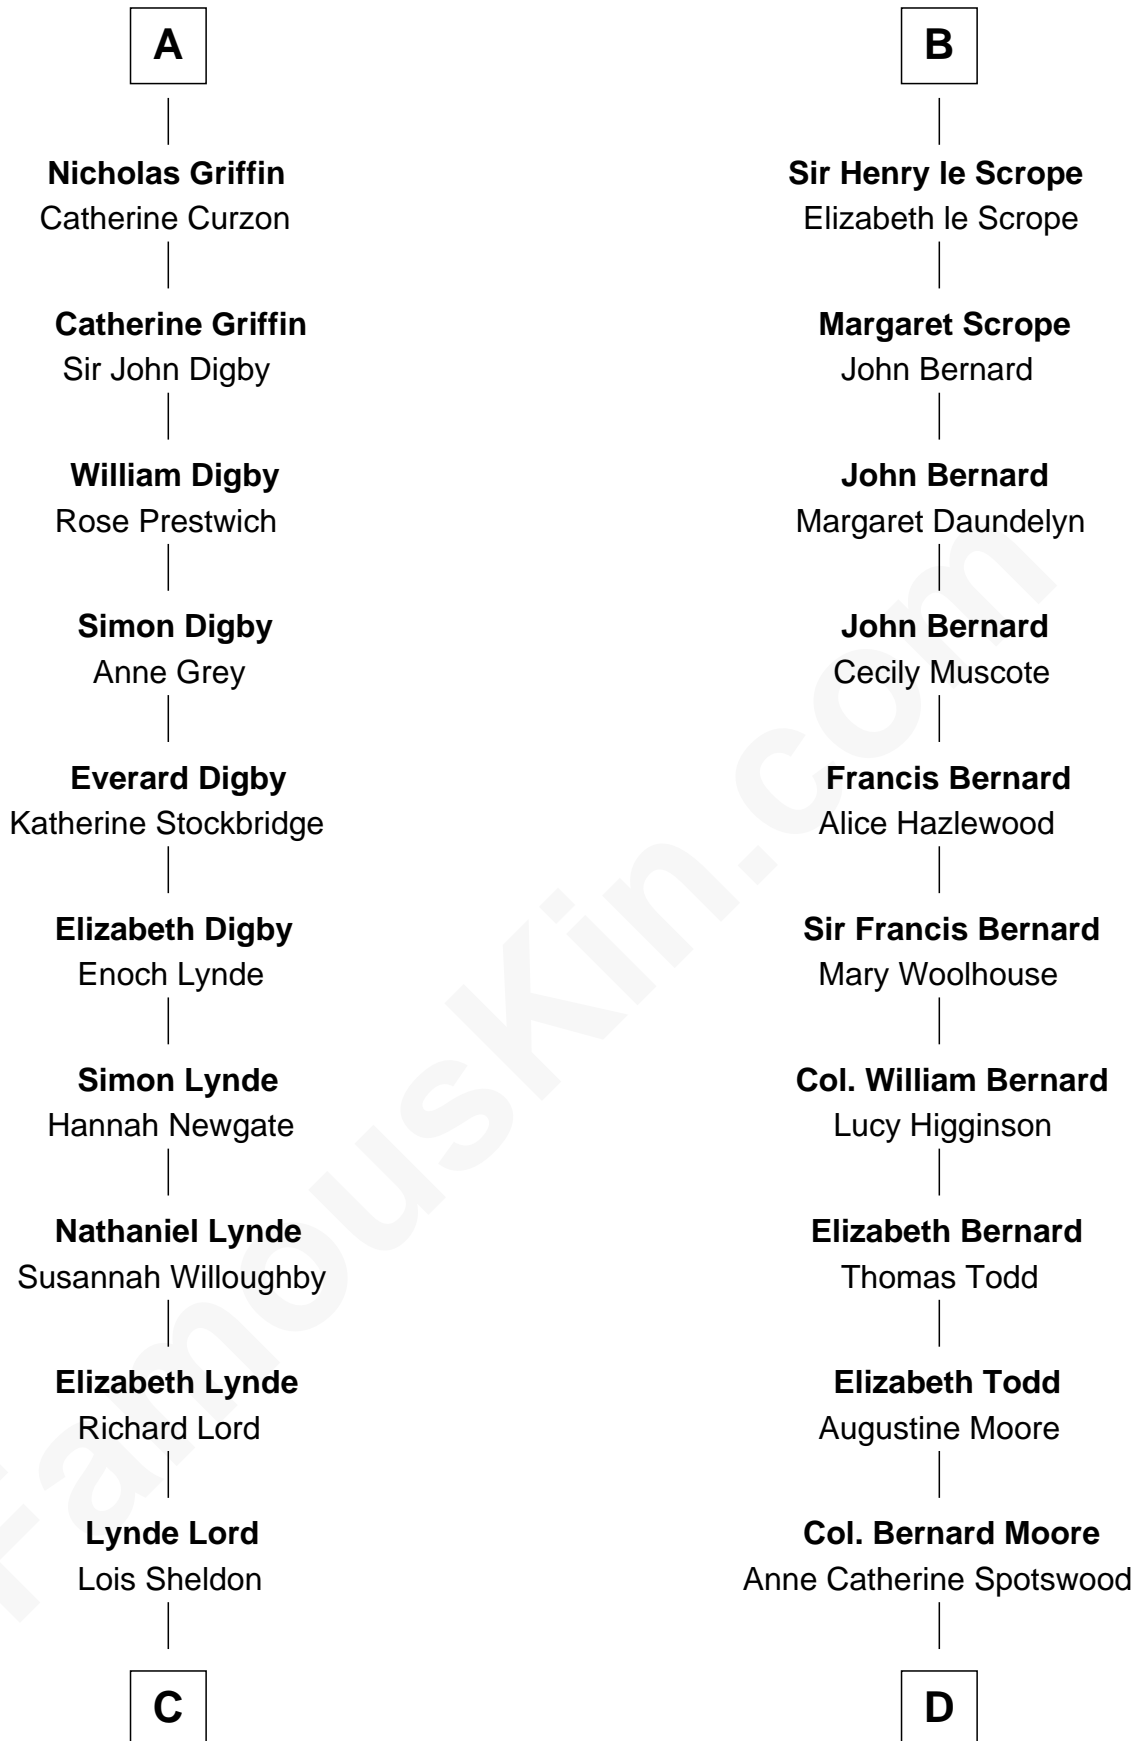 A
Nicholas Griffin
Catherine Curzon
Catherine Griffin
Sir John Digby
William Digby
Rose Prestwich
Simon Digby
Anne Grey
Everard Digby
Katherine Stockbridge
Elizabeth Digby
Enoch Lynde
Simon Lynde
Hannah Newgate
Nathaniel Lynde
Susannah Willoughby
Elizabeth Lynde
Richard Lord
Lynde Lord
Lois Sheldon
C
B
Sir Henry le Scrope
Elizabeth le Scrope
Margaret Scrope
John Bernard
John Bernard
Margaret Daundelyn
John Bernard
Cecily Muscote
Francis Bernard
Alice Hazlewood
Sir Francis Bernard
Mary Woolhouse
Col. William Bernard
Lucy Higginson
Elizabeth Bernard
Thomas Todd
Elizabeth Todd
Augustine Moore
Col. Bernard Moore
Anne Catherine Spotswood
D
FamousKin.com